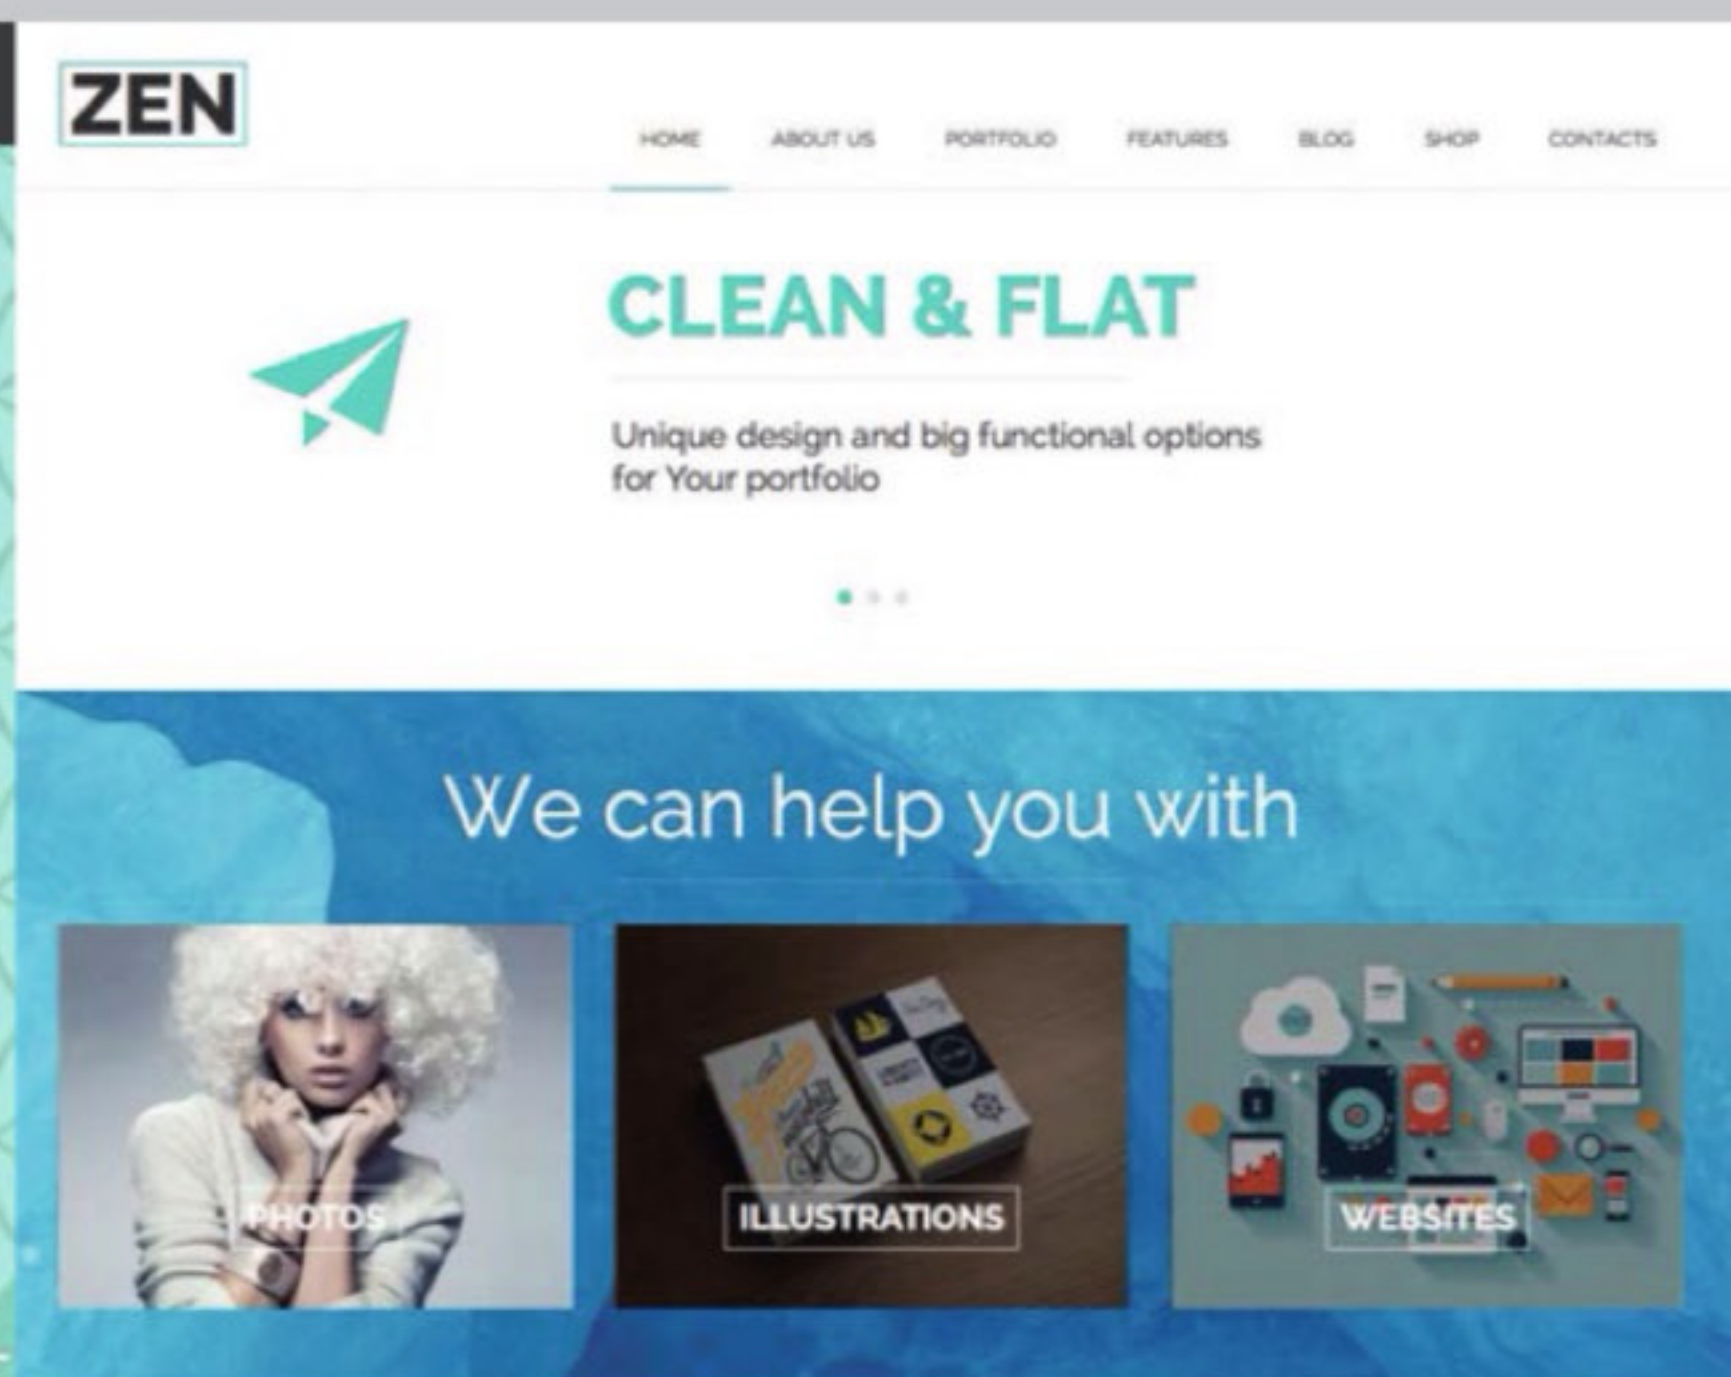 ZEN
HOME ABOUT US PORTFOLIO FEATURES BLOG SHOP CONTACTS
CLEAN & FLAT
Unique design and big functional options
for Your portfolio
We can help you with
PHOTOS
ILLUSTRATIONS
WEBSITES